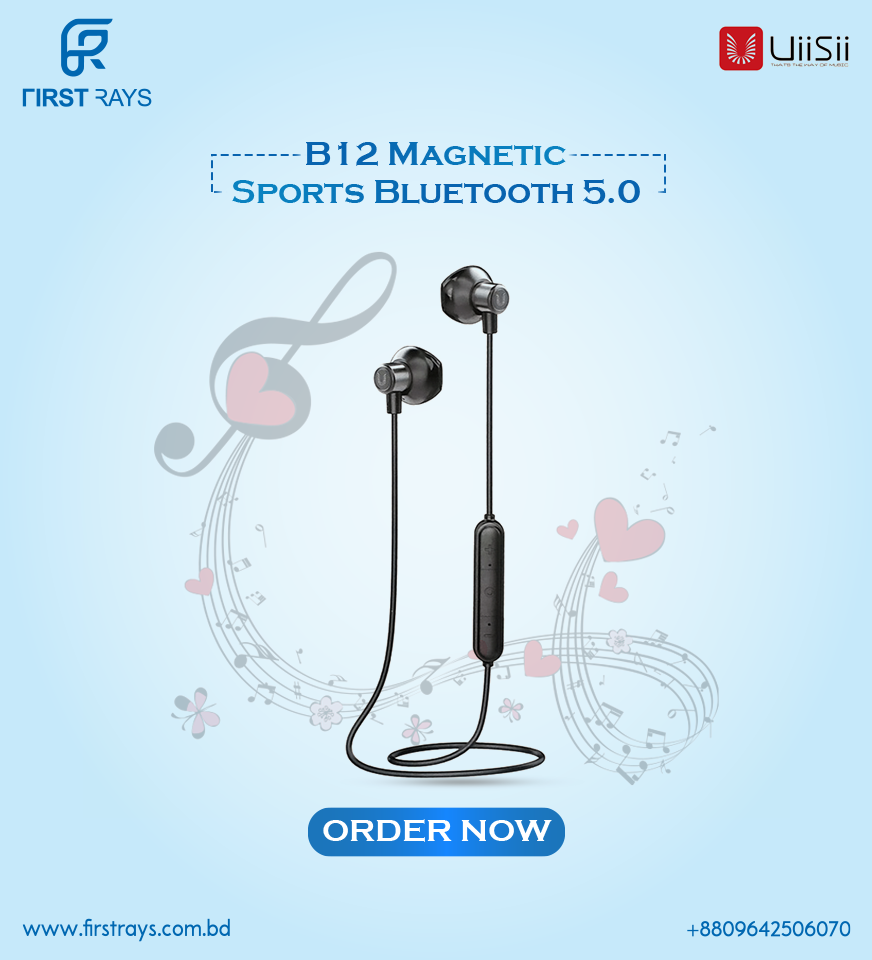 FIRST RAYS
UiiSii
THAT'S THE WAY OF MUSIC
B12 MAGNETIC
SPORTS BLUETOOTH 5.0
ORDER NOW
www.firstrays.com.bd
+8809642506070